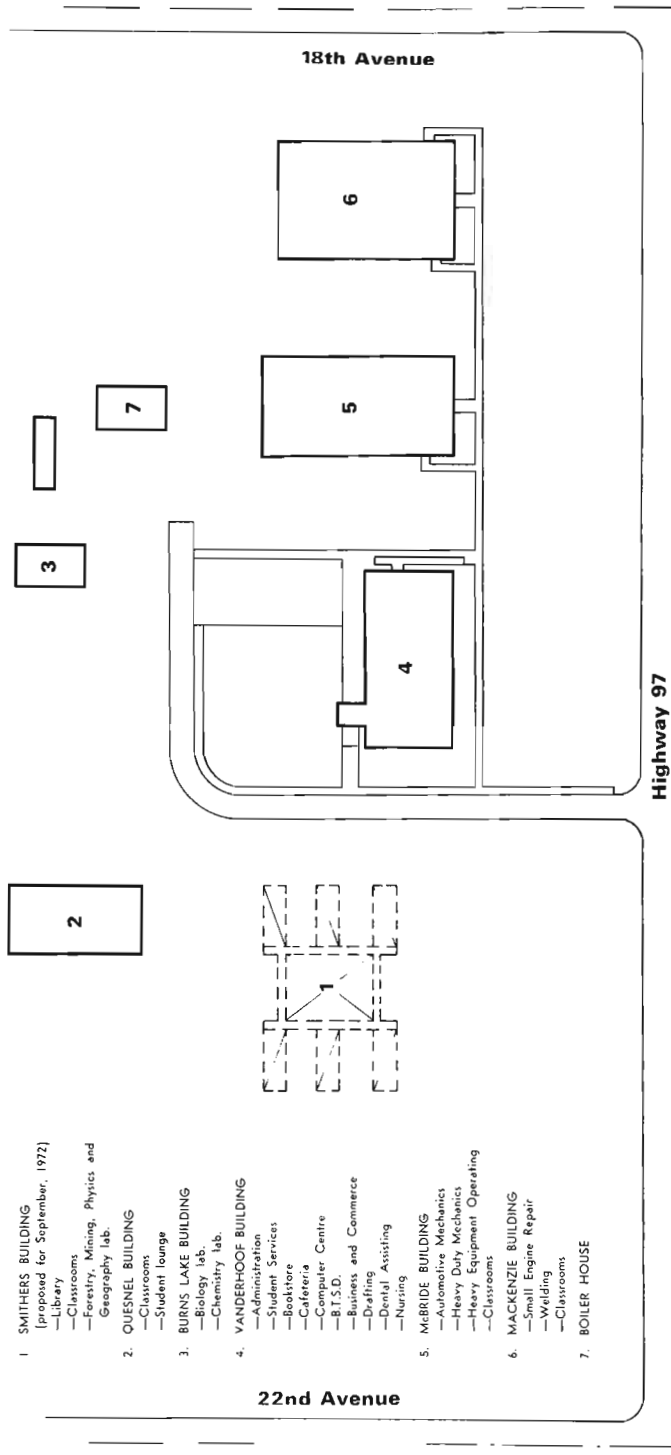 18th Avenue
6
5
7
3
4
2
1
Highway 97
22nd Avenue
1 SMITHERS BUILDING
(proposed for September, 1972)
—Library
—Classrooms
—Forestry, Mining, Physics and
Geography lab.
2. QUESNEL BUILDING
—Classrooms
—Student lounge
3. BURNS LAKE BUILDING
—Biology lab.
—Chemistry lab.
4. VANDERHOOF BUILDING
—Administration
—Student Services
—Bookstore
—Cafeteria
—Computer Centre
—B.T.S.D.
—Business and Commerce
—Drafting
—Dental Assisting
—Nursing
5. McBRIDE BUILDING
—Automotive Mechanics
—Heavy Duty Mechanics
—Heavy Equipment Operating
—Classrooms
6. MACKENZIE BUILDING
—Small Engine Repair
—Welding
—Classrooms
7. BOILER HOUSE